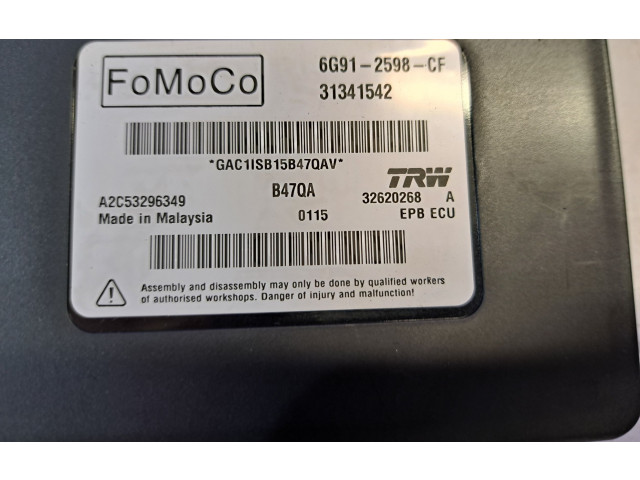 FoMoCo
6G91-2598-CF
31341542
*GAC1ISB15B47QAV*
A2C53296349
B47QA
TRW
32620268 A
Made in Malaysia
0115
EPB ECU
Assembly and disassembly may only be done by qualified workers
of authorised workshops. Danger of injury and malfunction!